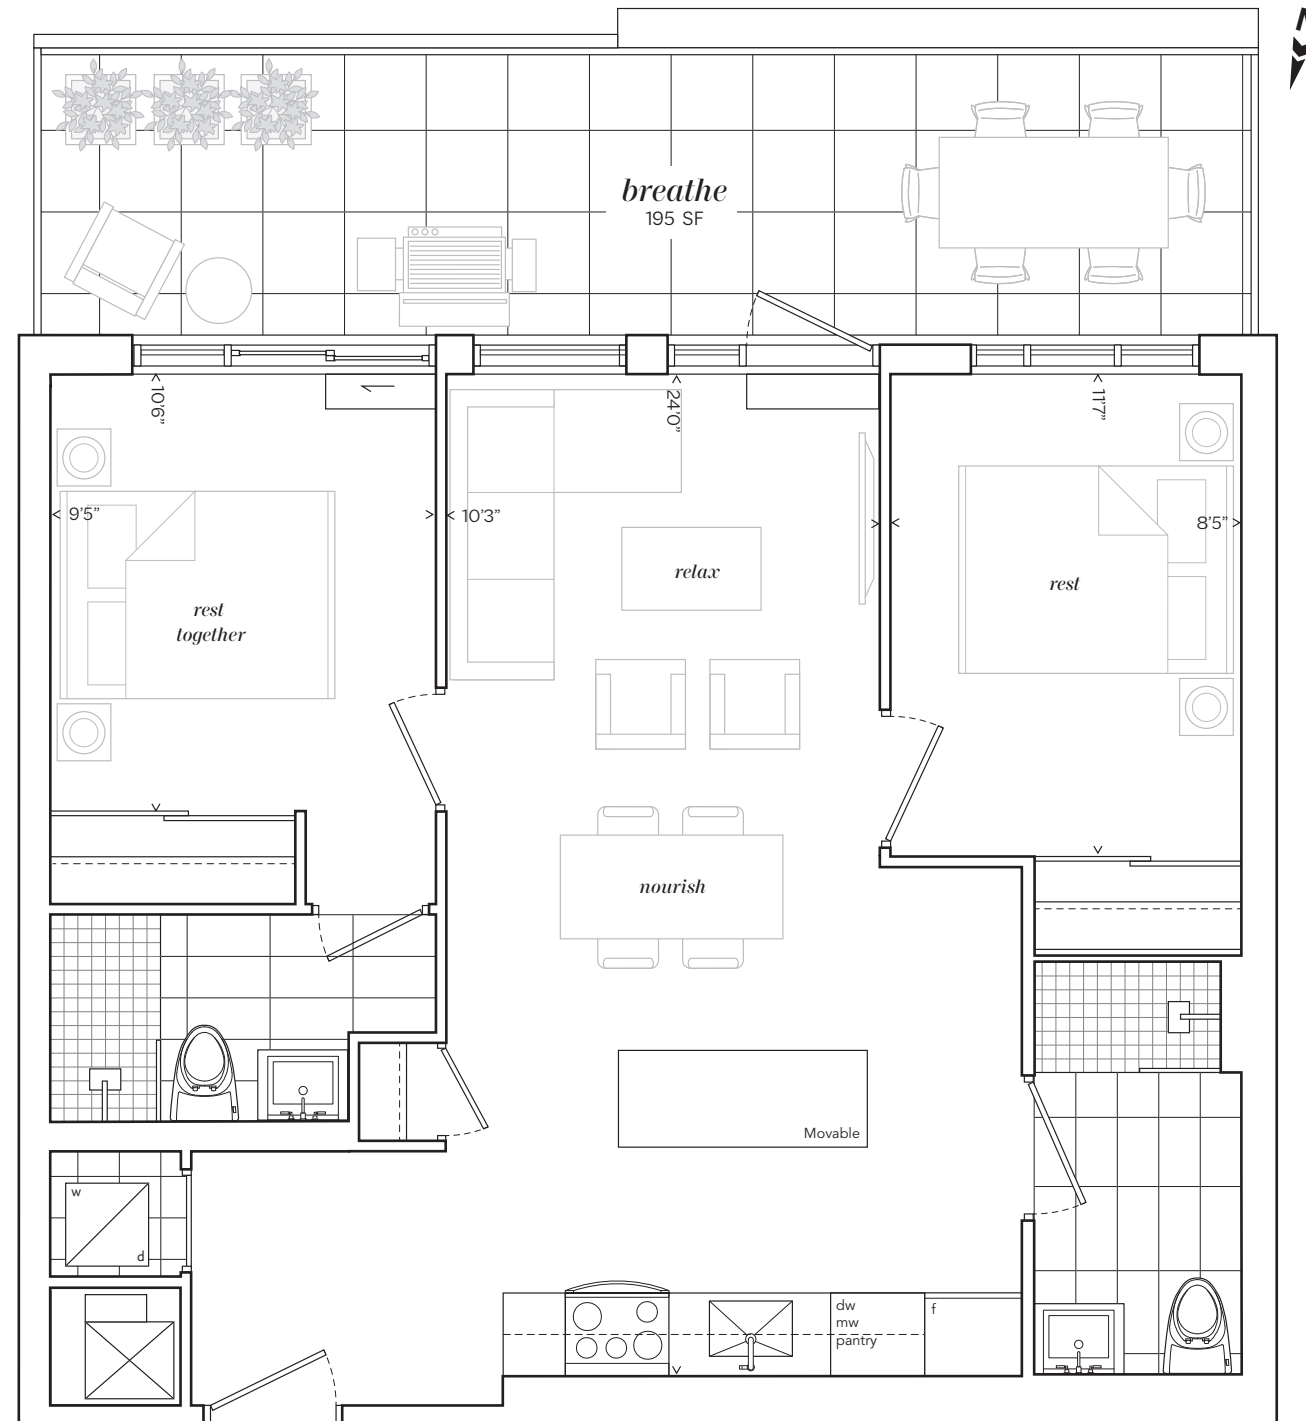 N
breathe
195 SF
10'6"
24'0"
11'7"
9'5"
10'3"
8'5"
relax
rest
rest
together
nourish
Movable
w
d
dw
mw
pantry
f